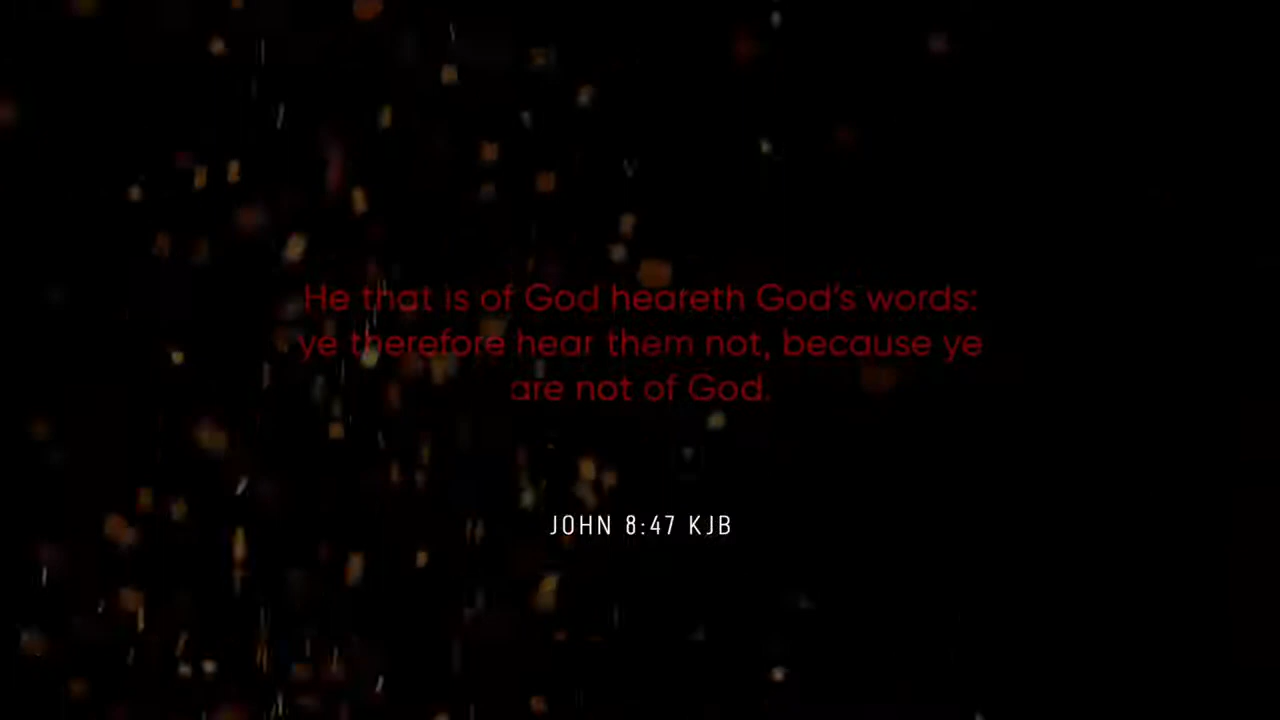 He that is of God heareth God's words:
ye therefore hear them not, because ye
are not of God.
JOHN 8:47 KJB